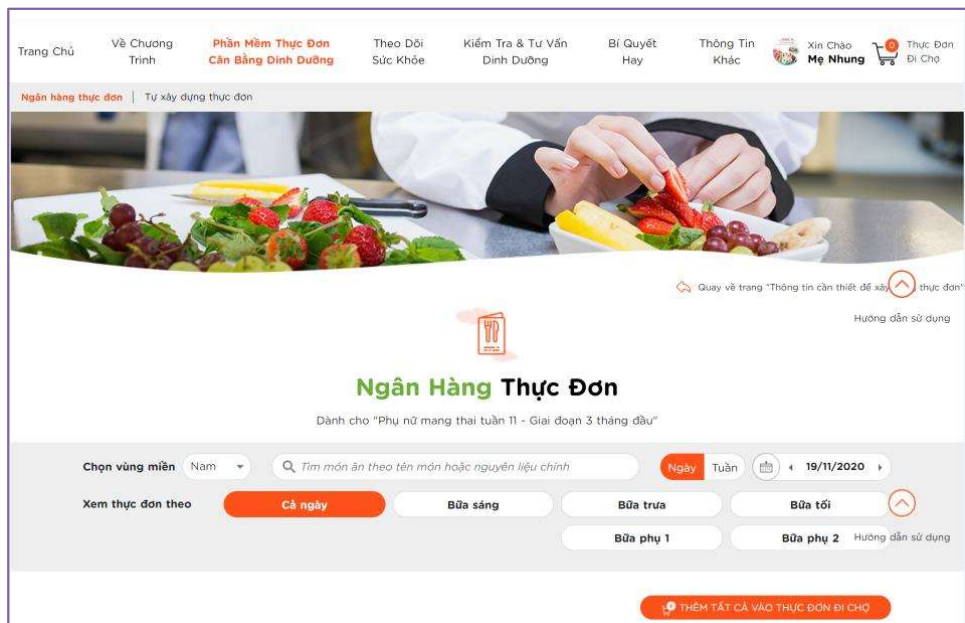 Trang Chủ
Về Chương
Trình
Phần Mềm Thực Đơn
Cân Bằng Dinh Dưỡng
Theo Dõi
Sức Khỏe
Kiểm Tra & Tư Vấn
Dinh Dưỡng
Bí Quyết
Hay
Thông Tin
Khác
Xin Chào
Mẹ Nhung
0
Thực Đơn
Đi Chợ
Ngân hàng thực đơn | Tự xây dựng thực đơn
Quay về trang "Thông tin cần thiết để xây thực đơn"
Hướng dẫn sử dụng
Ngân Hàng Thực Đơn
Dành cho "Phụ nữ mang thai tuần 11 - Giai đoạn 3 tháng đầu"
Chọn vùng miền Nam Tìm món ăn theo tên món hoặc nguyên liệu chính Ngày Tuần 19/11/2020
Xem thực đơn theo Cả ngày Bữa sáng Bữa trưa Bữa tối
Bữa phụ 1 Bữa phụ 2 Hướng dẫn sử dụng
THÊM TẤT CẢ VÀO THỰC ĐƠN ĐI CHỢ